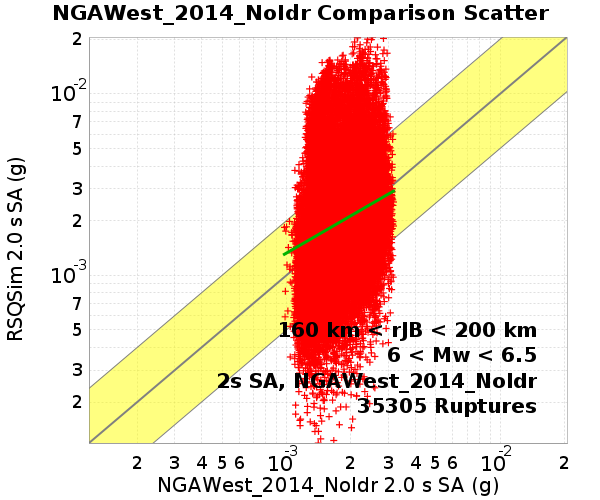 NGAWest_2014_NoIdr Comparison Scatter
RSQSim 2.0 s SA (g)
2
10-2
7
5
3
2
10-3
7
5
3
2
160 km < rJB < 200 km
6 < Mw < 6.5
2s SA, NGAWest_2014_NoIdr
35305 Ruptures
2 3 4 5 6 10-3 2 3 4 5 6 10-2 2
NGAWest_2014_NoIdr 2.0 s SA (g)